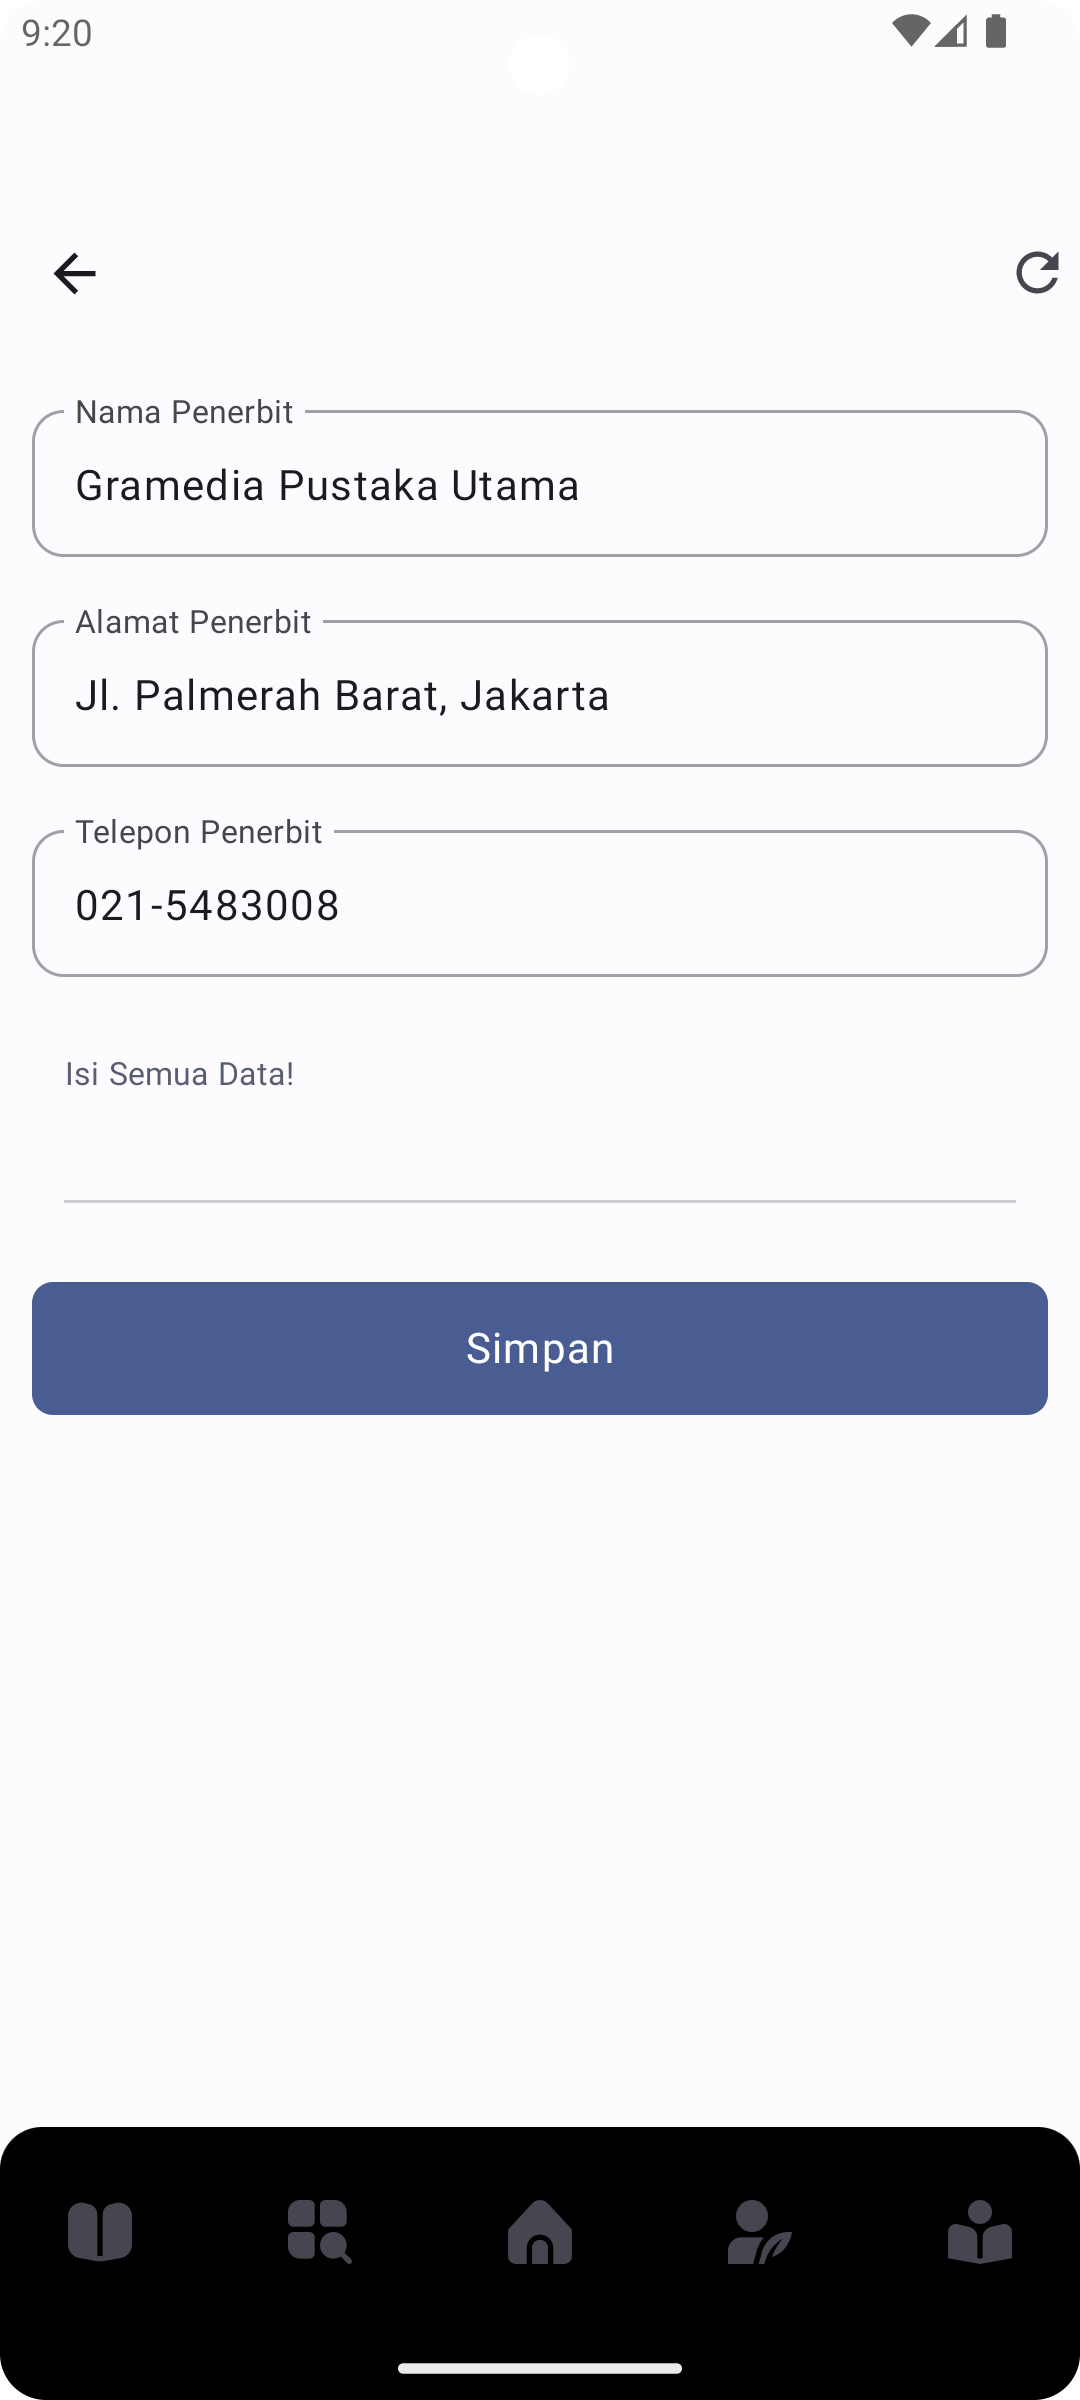 9:20
Nama Penerbit
Gramedia Pustaka Utama
Alamat Penerbit
Jl. Palmerah Barat, Jakarta
Telepon Penerbit
021-5483008
Isi Semua Data!
Simpan